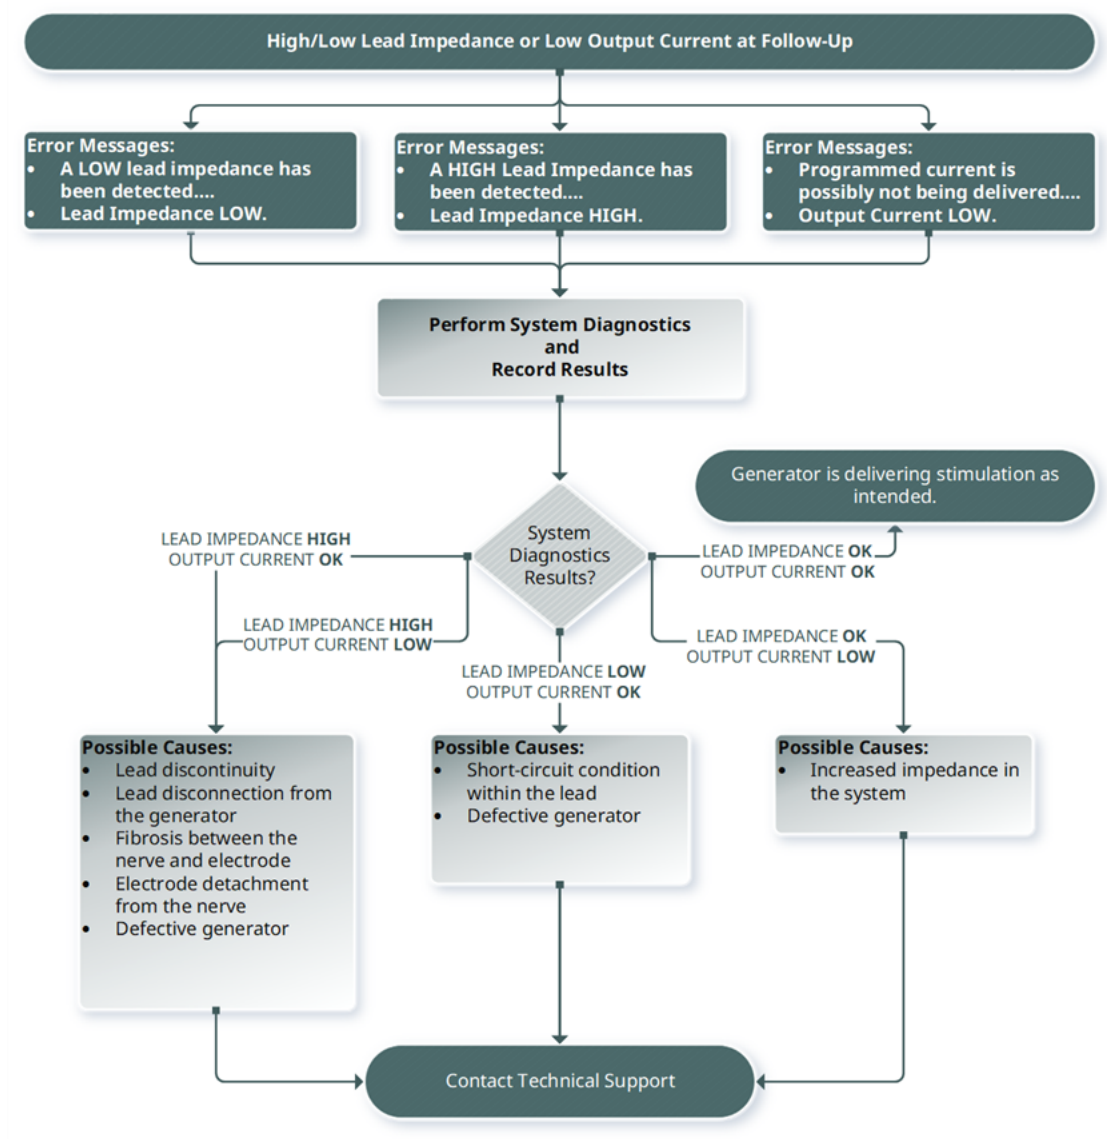 High/Low Lead Impedance or Low Output Current at Follow-Up
Error Messages:
• A LOW lead impedance has
been detected....
• Lead Impedance LOW.
Error Messages:
• A HIGH Lead Impedance has
been detected....
• Lead Impedance HIGH.
Error Messages:
• Programmed current is
possibly not being delivered....
• Output Current LOW.
Perform System Diagnostics
and
Record Results
Generator is delivering stimulation as
intended.
System
Diagnostics
Results?
LEAD IMPEDANCE HIGH
OUTPUT CURRENT OK
LEAD IMPEDANCE OK
OUTPUT CURRENT OK
LEAD IMPEDANCE HIGH
OUTPUT CURRENT LOW
LEAD IMPEDANCE LOW
OUTPUT CURRENT OK
LEAD IMPEDANCE OK
OUTPUT CURRENT LOW
Possible Causes:
• Lead discontinuity
• Lead disconnection from
the generator
• Fibrosis between the
nerve and electrode
• Electrode detachment
from the nerve
• Defective generator
Possible Causes:
• Short-circuit condition
within the lead
• Defective generator
Possible Causes:
• Increased impedance in
the system
Contact Technical Support